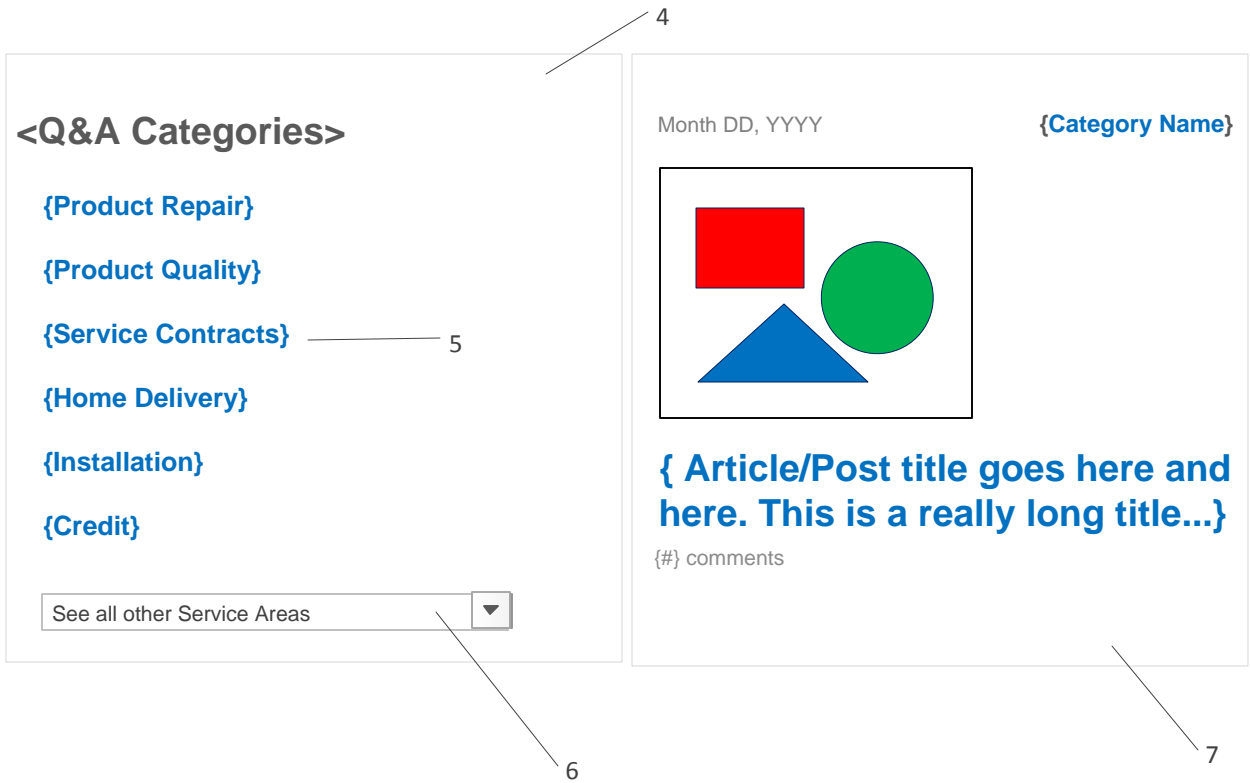 4
<Q&A Categories>
{Product Repair}
{Product Quality}
{Service Contracts}
5
{Home Delivery}
{Installation}
{Credit}
See all other Service Areas
6
Month DD, YYYY
{Category Name}
{ Article/Post title goes here and
here. This is a really long title...}
{#} comments
7